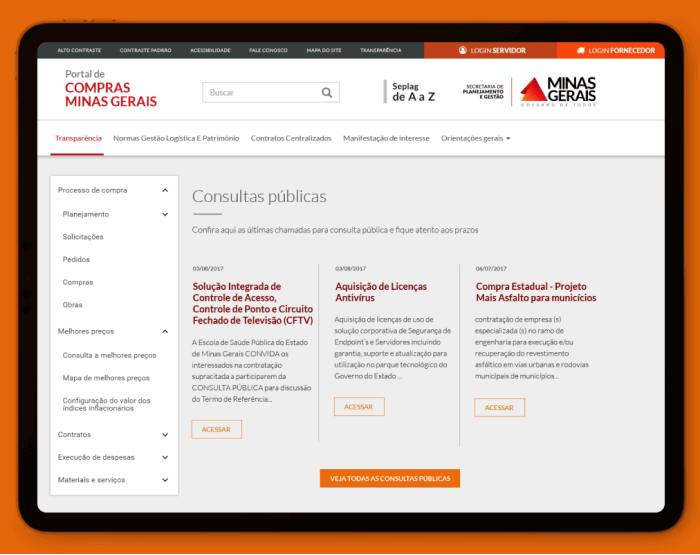 ALTO CONTRASTE CONTRASTE PADRÃO ACESSIBILIDADE FALE CONOSCO MAPA DO SITE TRANSPARÊNCIA LOGIN SERVIDOR LOGIN FORNECEDOR
Portal de
COMPRAS
MINAS GERAIS
Buscar
Seplag
de A a Z
SECRETARIA DE
PLANEJAMENTO
E GESTÃO
MINAS
GERAIS
GOVERNO DE TODOS
Transparência Normas Gestão Logística E Patrimônio Contratos Centralizados Manifestação de interesse Orientações gerais
Processo de compra
Planejamento
Solicitações
Pedidos
Compras
Obras
Melhores preços
Consulta a melhores preços
Mapa de melhores preços
Configuração do valor dos
índices inflacionários
Contratos
Execução de despesas
Materiais e serviços
Consultas públicas
Confira aqui as últimas chamadas para consulta pública e fique atento aos prazos
03/08/2017
Solução Integrada de
Controle de Acesso,
Controle de Ponto e Circuito
Fechado de Televisão (CFTV)
A Escola de Saúde Pública do Estado
de Minas Gerais CONVIDA os
interessados na contratação
supracitada a participarem da
CONSULTA PÚBLICA para discussão
do Termo de Referência...
ACESSAR
03/08/2017
Aquisição de Licenças
Antivírus
Aquisição de licenças de uso de
solução corporativa de Segurança de
Endpoint's e Servidores incluindo
garantia, suporte e atualização para
utilização no parque tecnológico do
Governo do Estado ...
ACESSAR
06/07/2017
Compra Estadual - Projeto
Mais Asfalto para municícios
contratação de empresa (s)
especializada (s) no ramo de
engenharia para execução e/ou
recuperação do revestimento
asfáltico em vias urbanas e rodovias
municipais de municípios...
ACESSAR
VEJA TODAS AS CONSULTAS PÚBLICAS